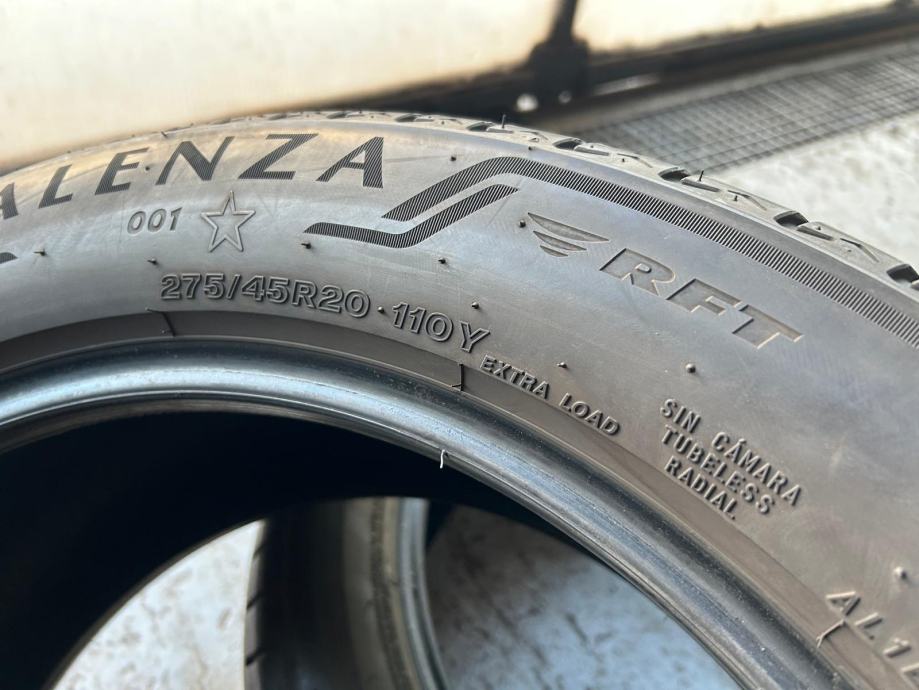 ALENZA
001
275/45R20 110Y
EXTRA LOAD
RFT
SIN CÁMARA
TUBELESS
RADIAL